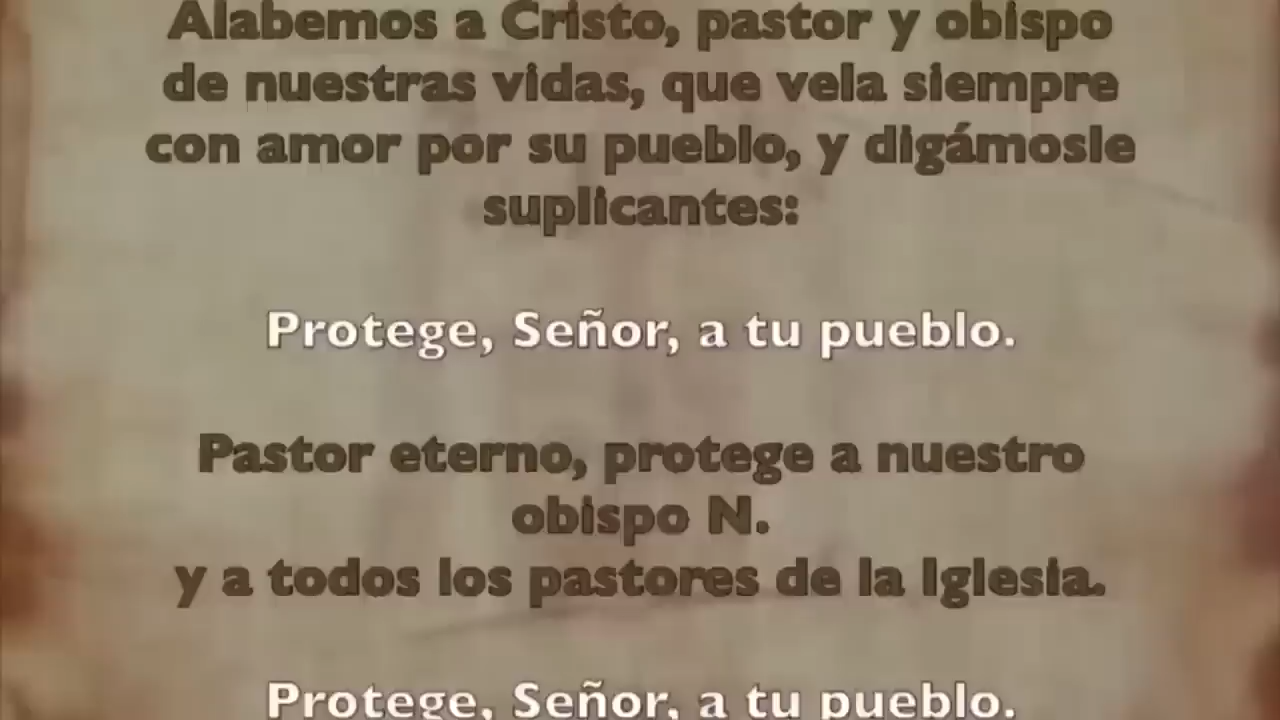 Alabemos a Cristo, pastor y obispo
de nuestras vidas, que vela siempre
con amor por su pueblo, y digámosle
suplicantes:
Protege, Señor, a tu pueblo.
Pastor eterno, protege a nuestro
obispo N.
y a todos los pastores de la Iglesia.
Protege, Señor, a tu pueblo.